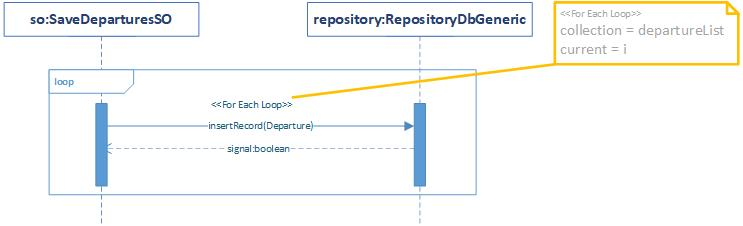 so:SaveDeparturesSO
repository:RepositoryDbGeneric
<<For Each Loop>>
collection = departureList
current = i
loop
<<For Each Loop>>
insertRecord(Departure)
signal:boolean